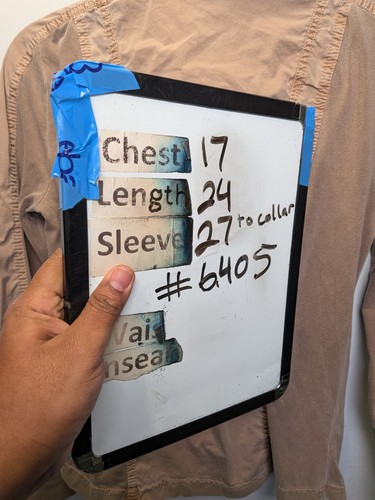 Chest 17
Length 24
Sleeve 27 to collar
#6405